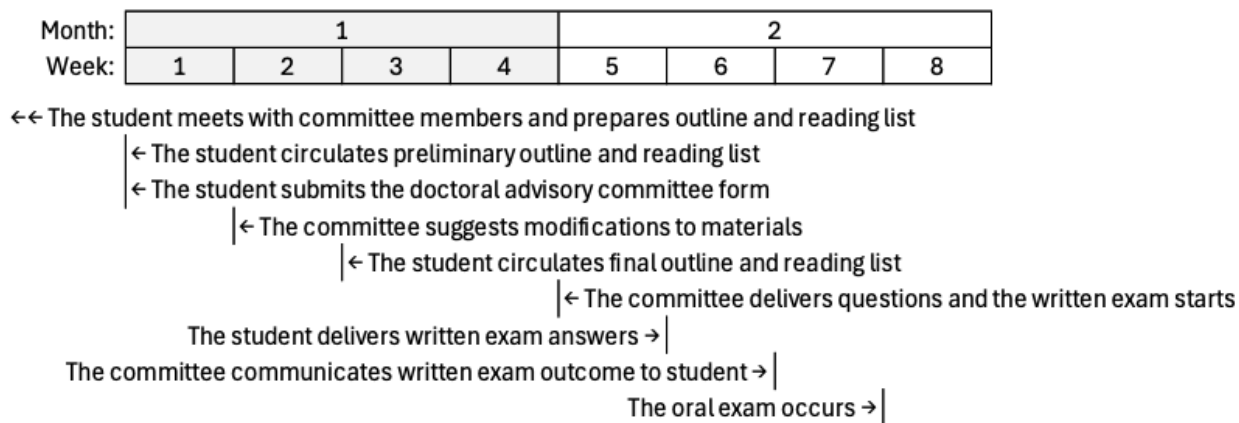 Month: 1 2
Week: 1 2 3 4 5 6 7 8
←← The student meets with committee members and prepares outline and reading list
← The student circulates preliminary outline and reading list
← The student submits the doctoral advisory committee form
← The committee suggests modifications to materials
← The student circulates final outline and reading list
← The committee delivers questions and the written exam starts
The student delivers written exam answers →
The committee communicates written exam outcome to student →
The oral exam occurs →